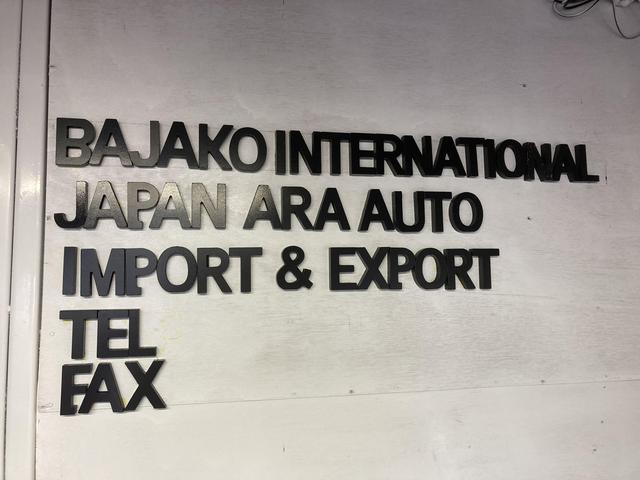 BAJAKO INTERNATIONAL
JAPAN ARA AUTO
IMPORT & EXPORT
TEL
FAX